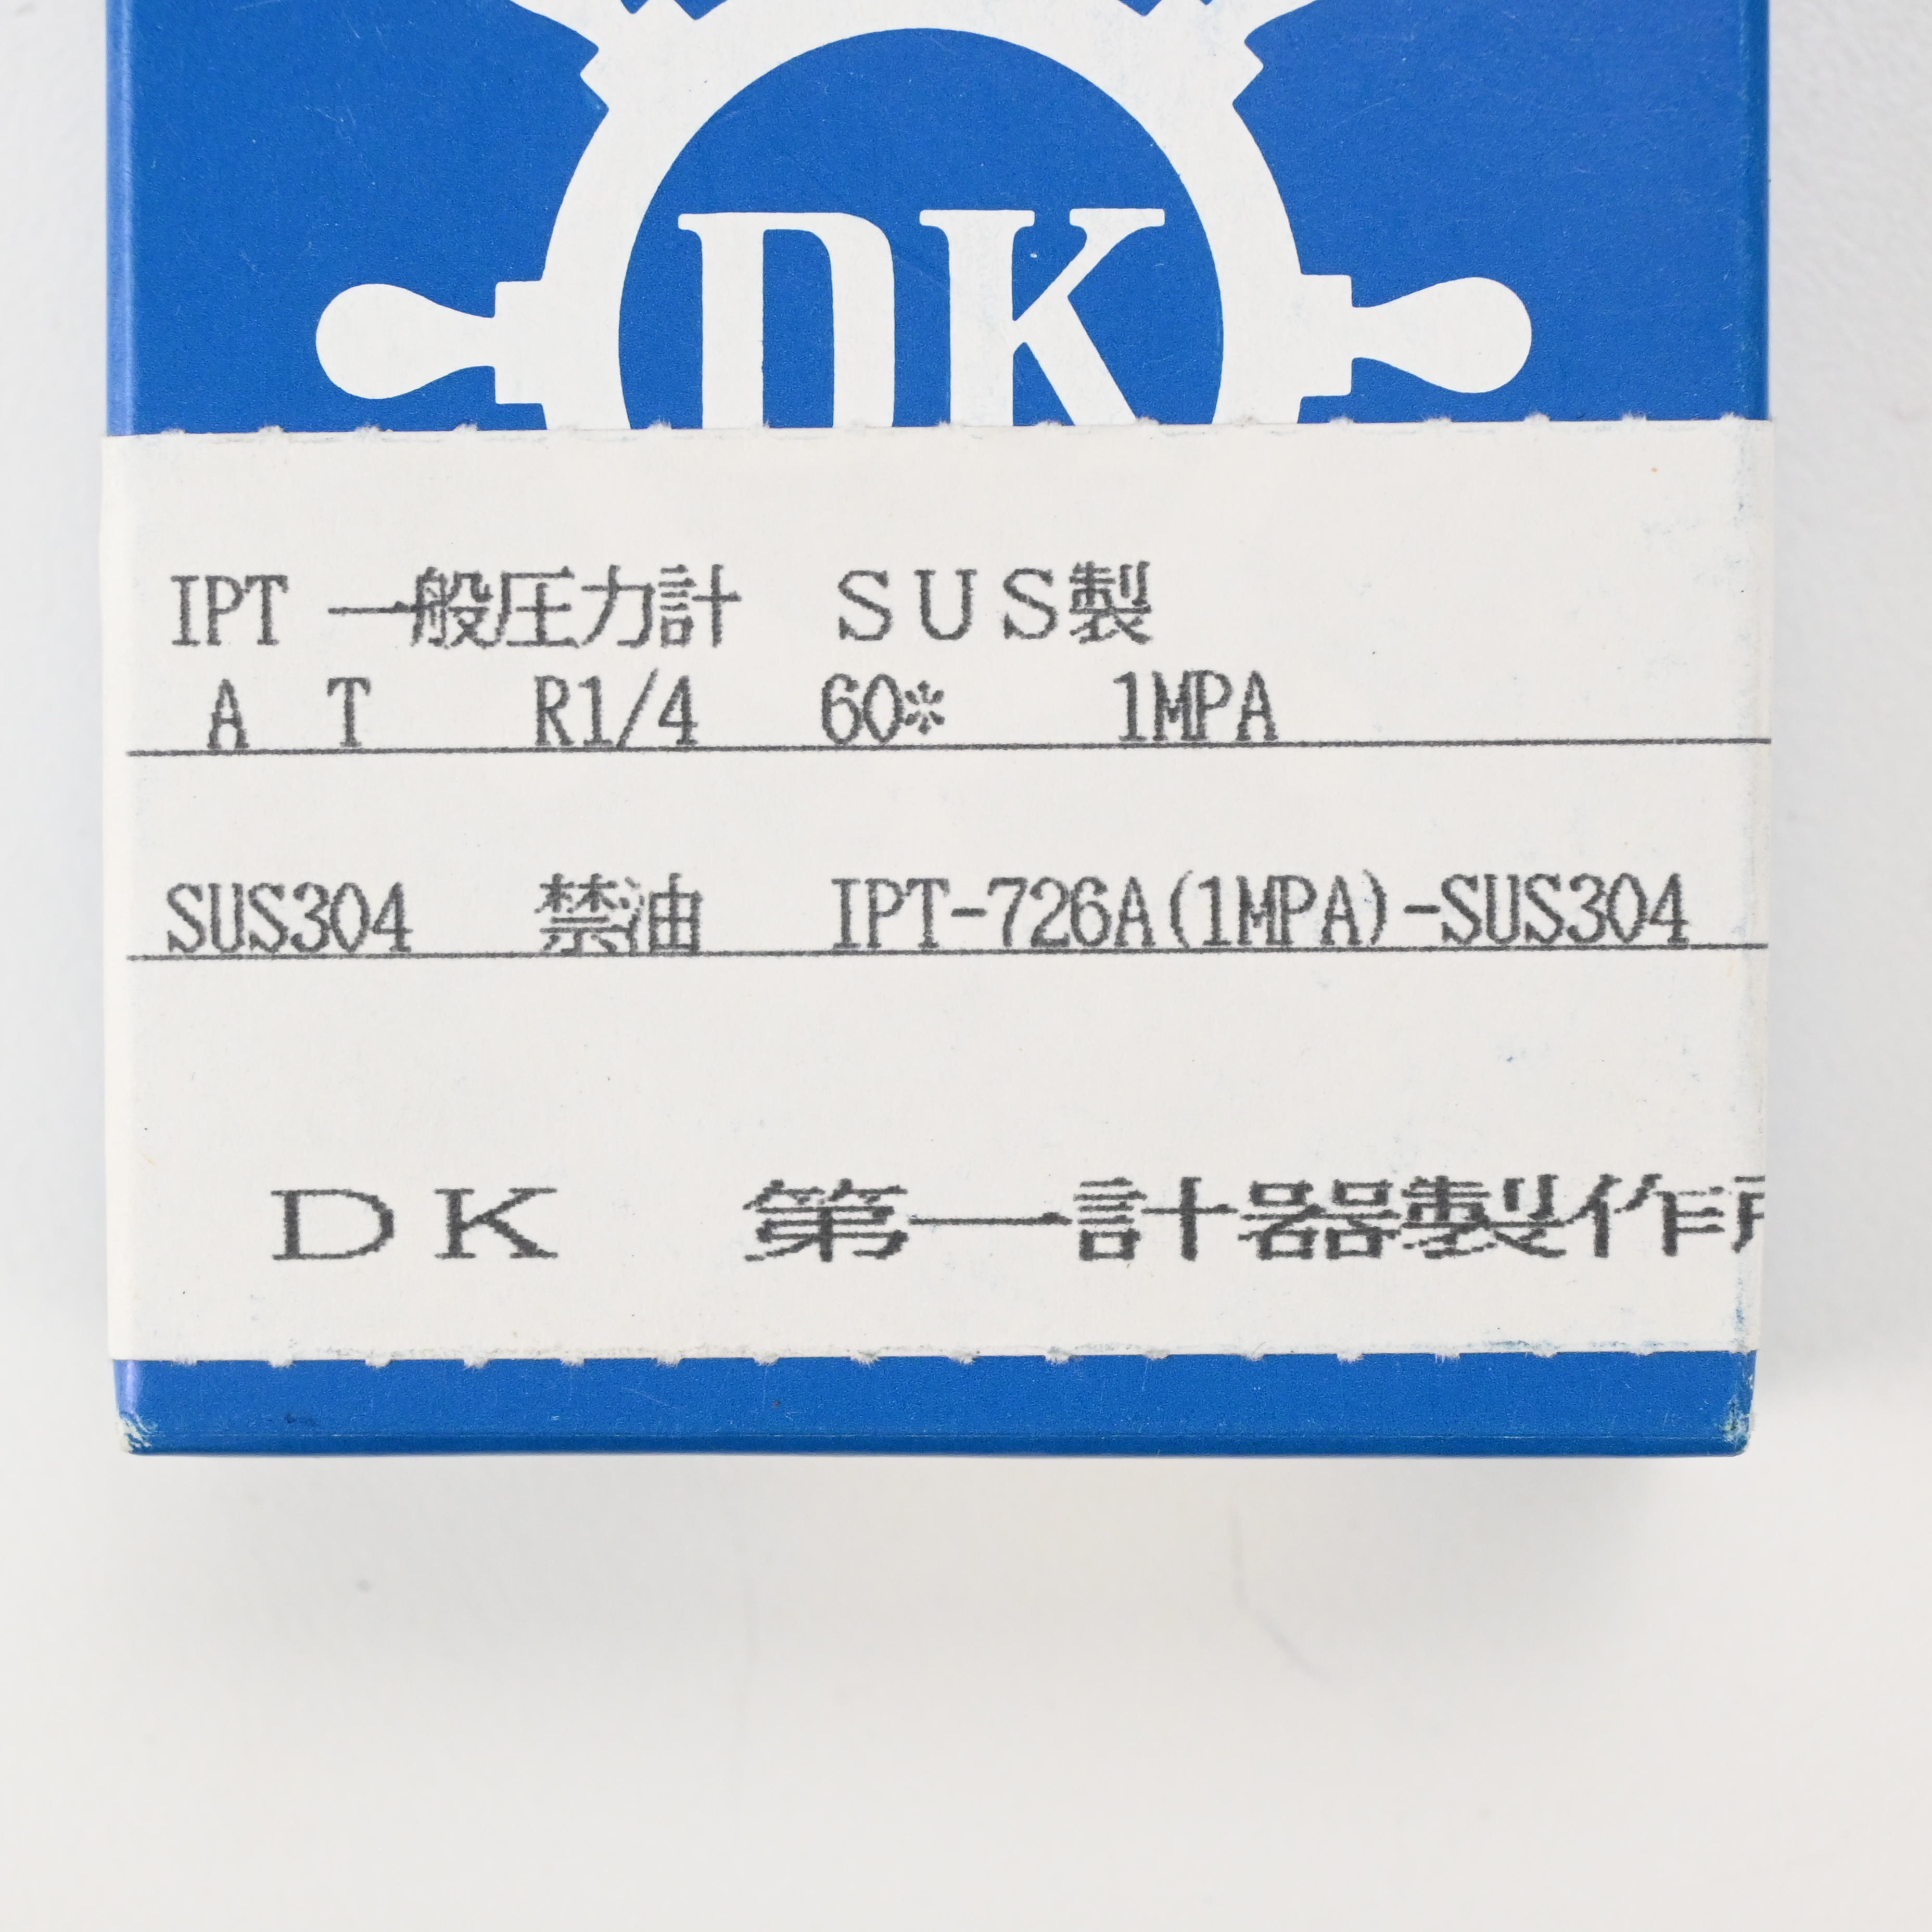 DK
IPT 一般圧力計　ＳＵＳ製
A T R1/4 60* 1MPA
SUS304 禁油 IPT-726A(1MPA)-SUS304
ＤＫ　第一計器製作所